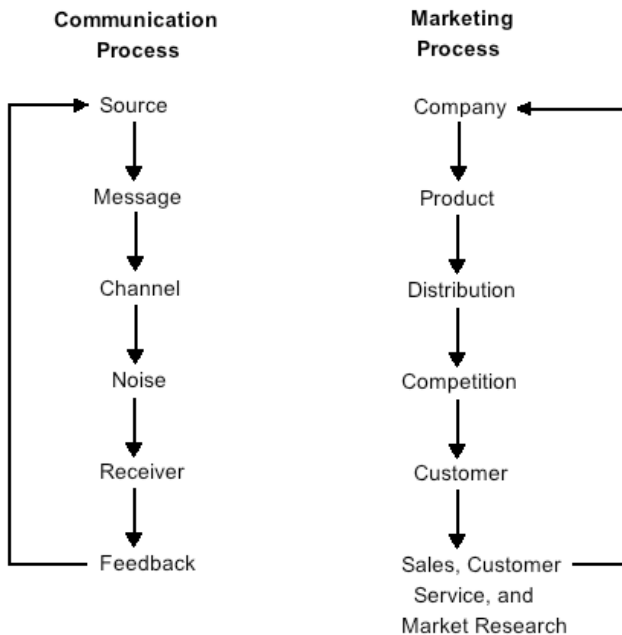 Communication
Process
Source
Message
Channel
Noise
Receiver
Feedback
Marketing
Process
Company
Product
Distribution
Competition
Customer
Sales, Customer
Service, and
Market Research